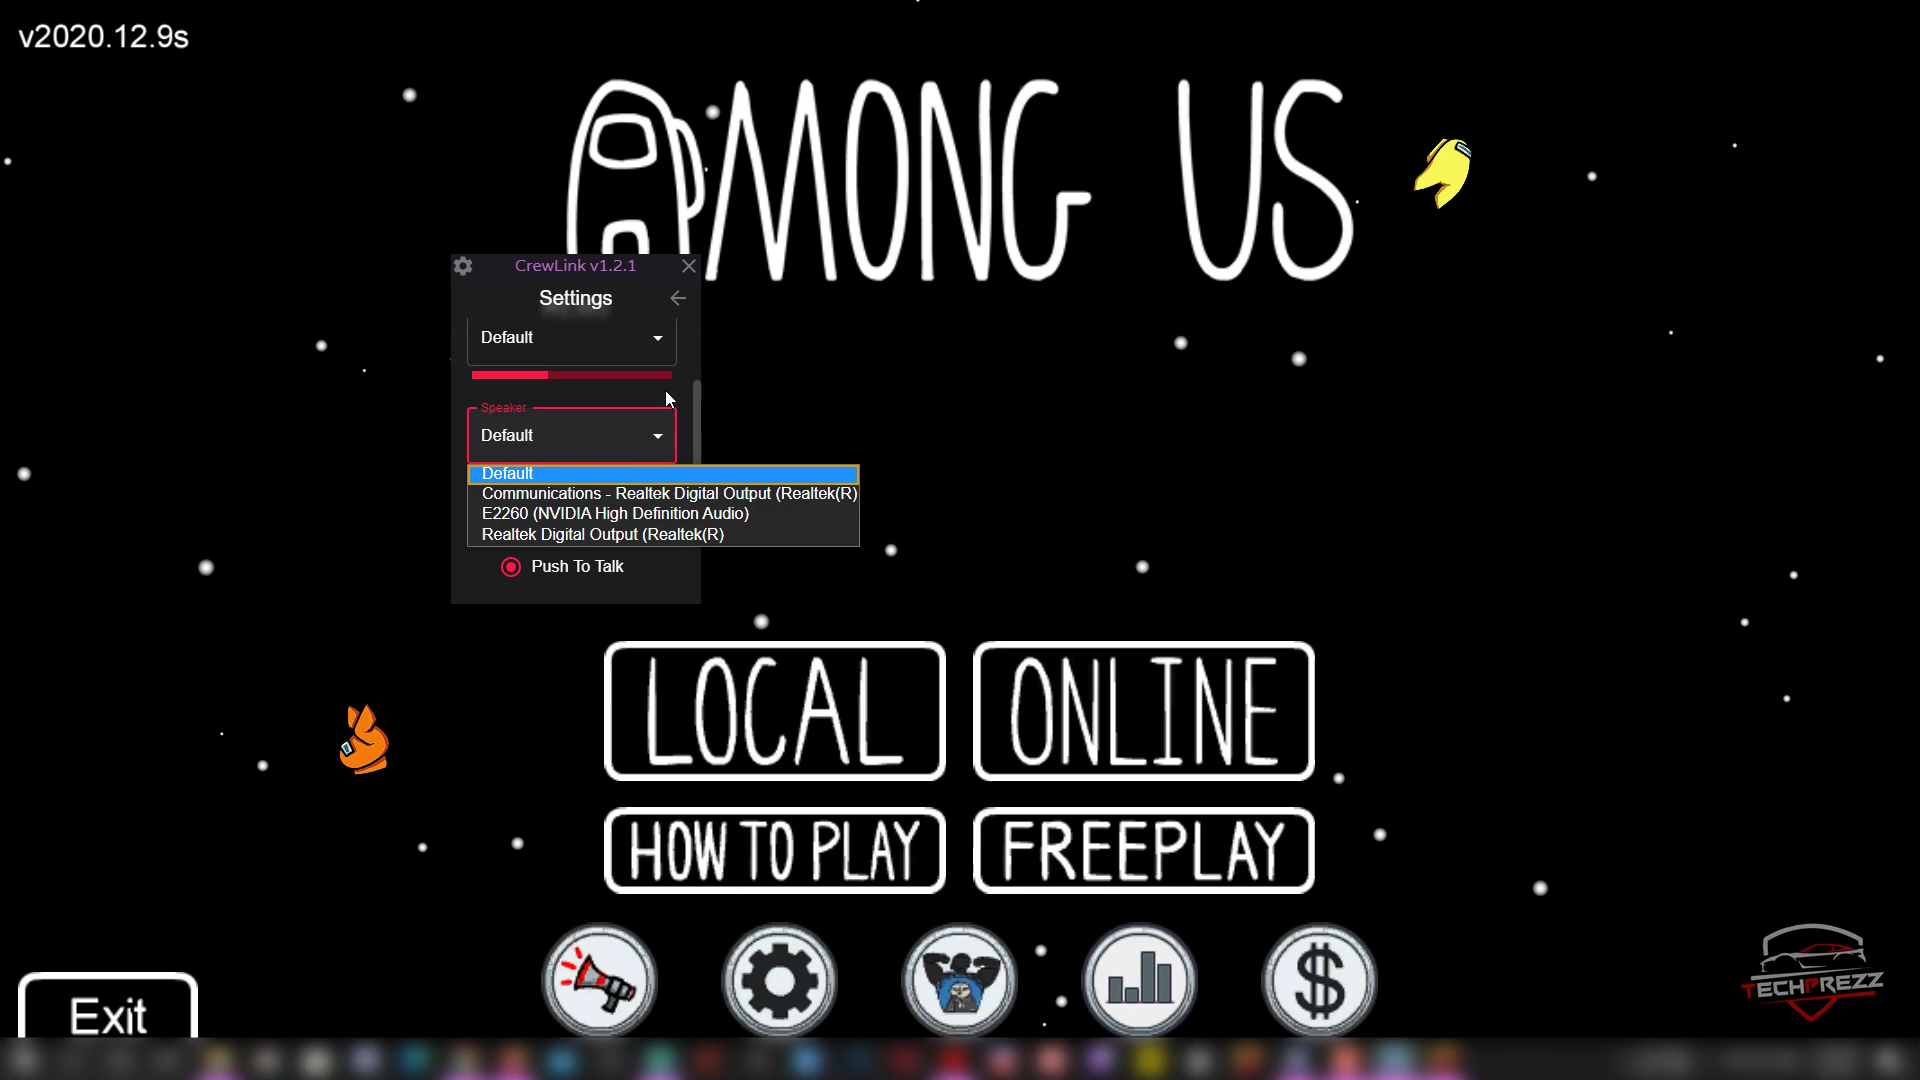 v2020.12.9s
AMONG US
CrewLink v1.2.1
Settings
Default
Speaker
Default
Default
Communications - Realtek Digital Output (Realtek(R)
E2260 (NVIDIA High Definition Audio)
Realtek Digital Output (Realtek(R)
Push To Talk
LOCAL
ONLINE
HOW TO PLAY
FREEPLAY
Exit
TECHPREZZ